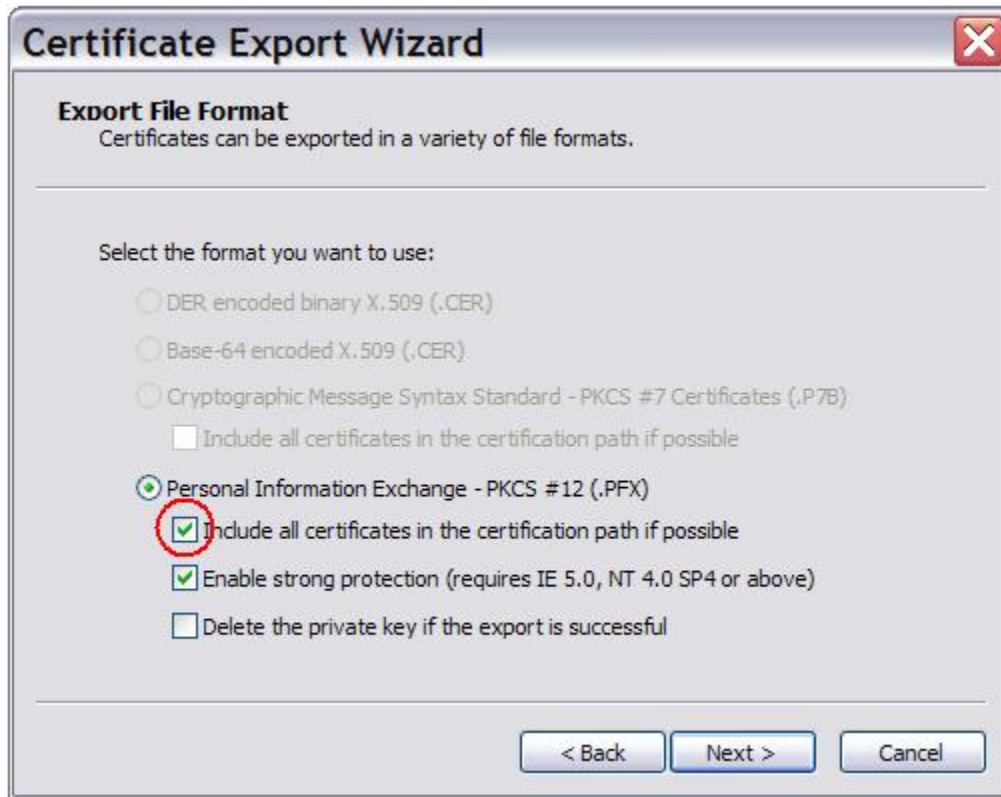 Certificate Export Wizard
Export File Format
Certificates can be exported in a variety of file formats.
Select the format you want to use:
DER encoded binary X.509 (.CER)
Base-64 encoded X.509 (.CER)
Cryptographic Message Syntax Standard - PKCS #7 Certificates (.P7B)
Include all certificates in the certification path if possible
Personal Information Exchange - PKCS #12 (.PFX)
Include all certificates in the certification path if possible
Enable strong protection (requires IE 5.0, NT 4.0 SP4 or above)
Delete the private key if the export is successful
< Back Next > Cancel